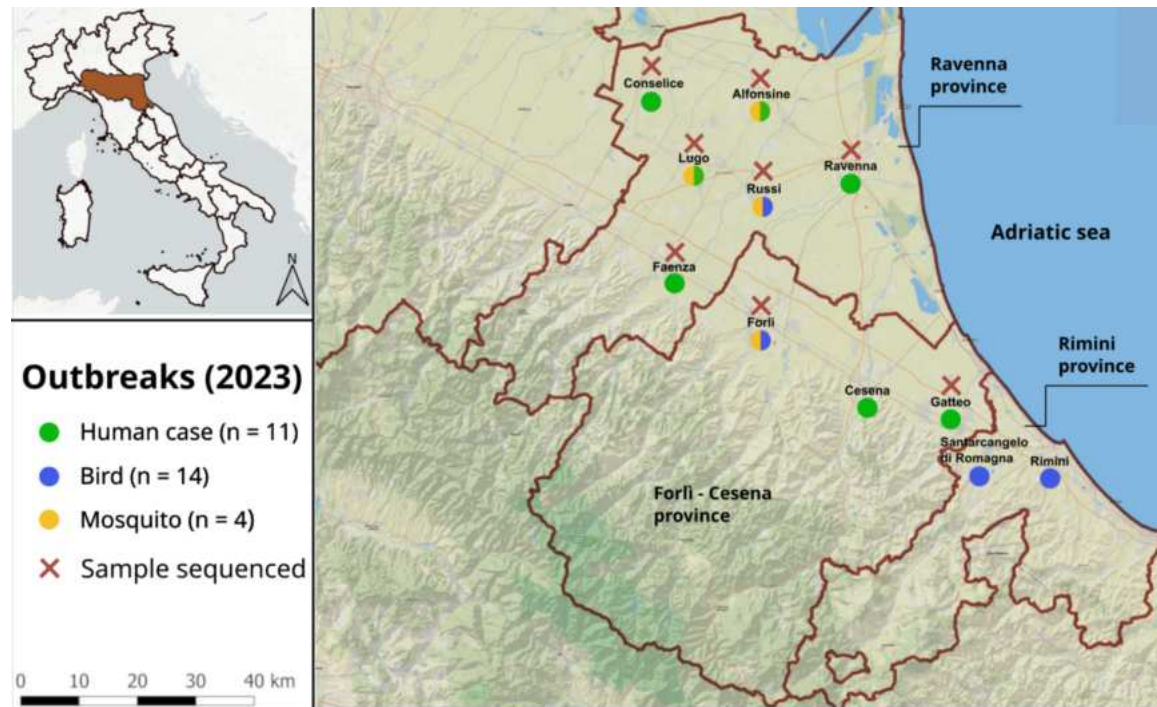 N
Outbreaks (2023)
Human case (n = 11)
Bird (n = 14)
Mosquito (n = 4)
Sample sequenced
0 10 20 30 40 km
Conselice
Alfonsine
Ravenna
province
Lugo
Russi
Ravenna
Adriatic sea
Faenza
Forlì
Rimini
province
Cesena
Gatteo
Santarcangelo
di Romagna
Rimini
Forlì - Cesena
province